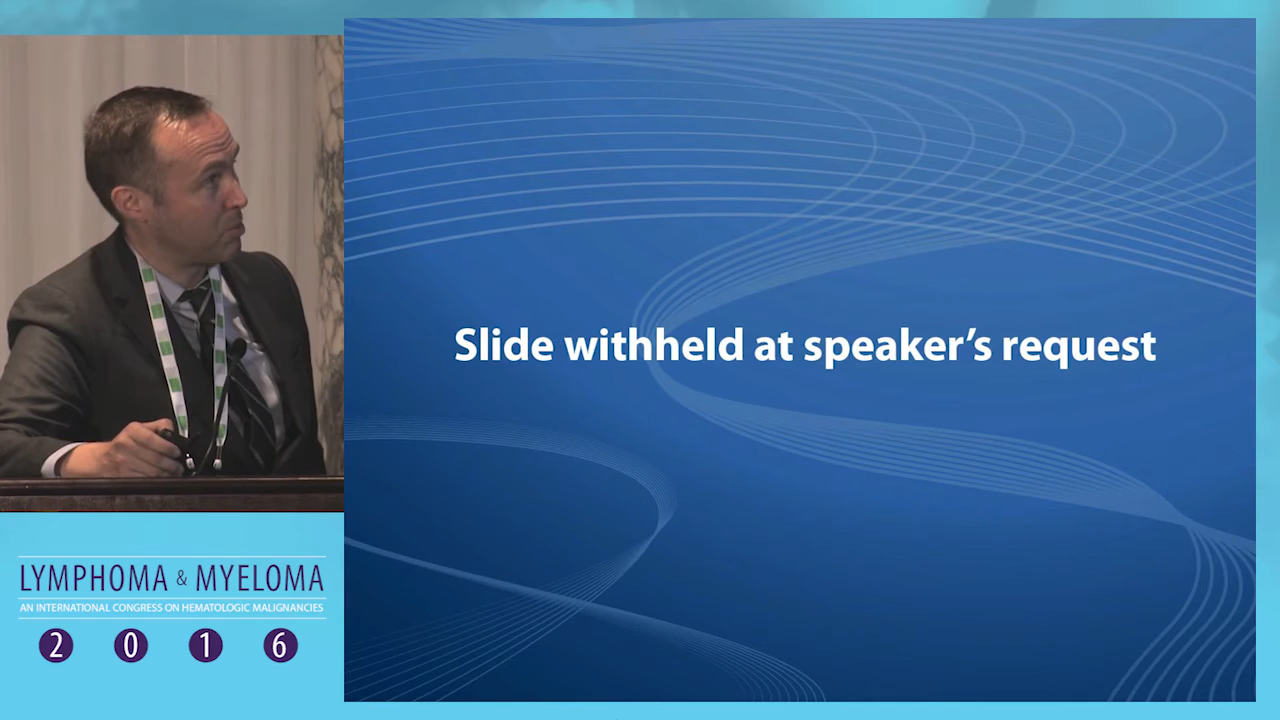 Slide withheld at speaker's request
LYMPHOMA & MYELOMA
AN INTERNATIONAL CONGRESS ON HEMATOLOGIC MALIGNANCIES
2 0 1 6